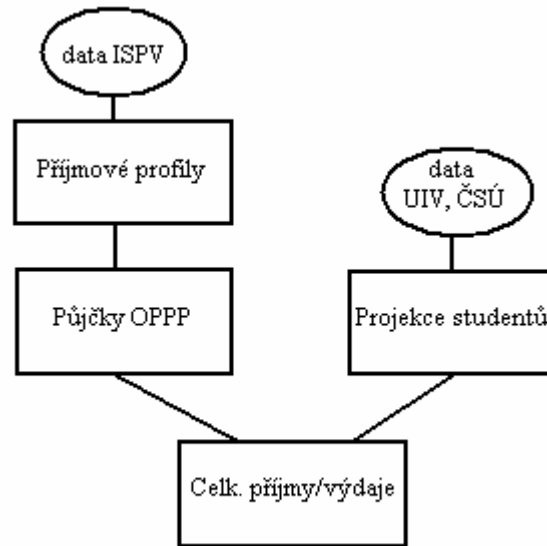 data ISPV
Příjmové profily
data
UIV, ČSÚ
Půjčky OPPP
Projekce studentů
Celk. příjmy/výdaje